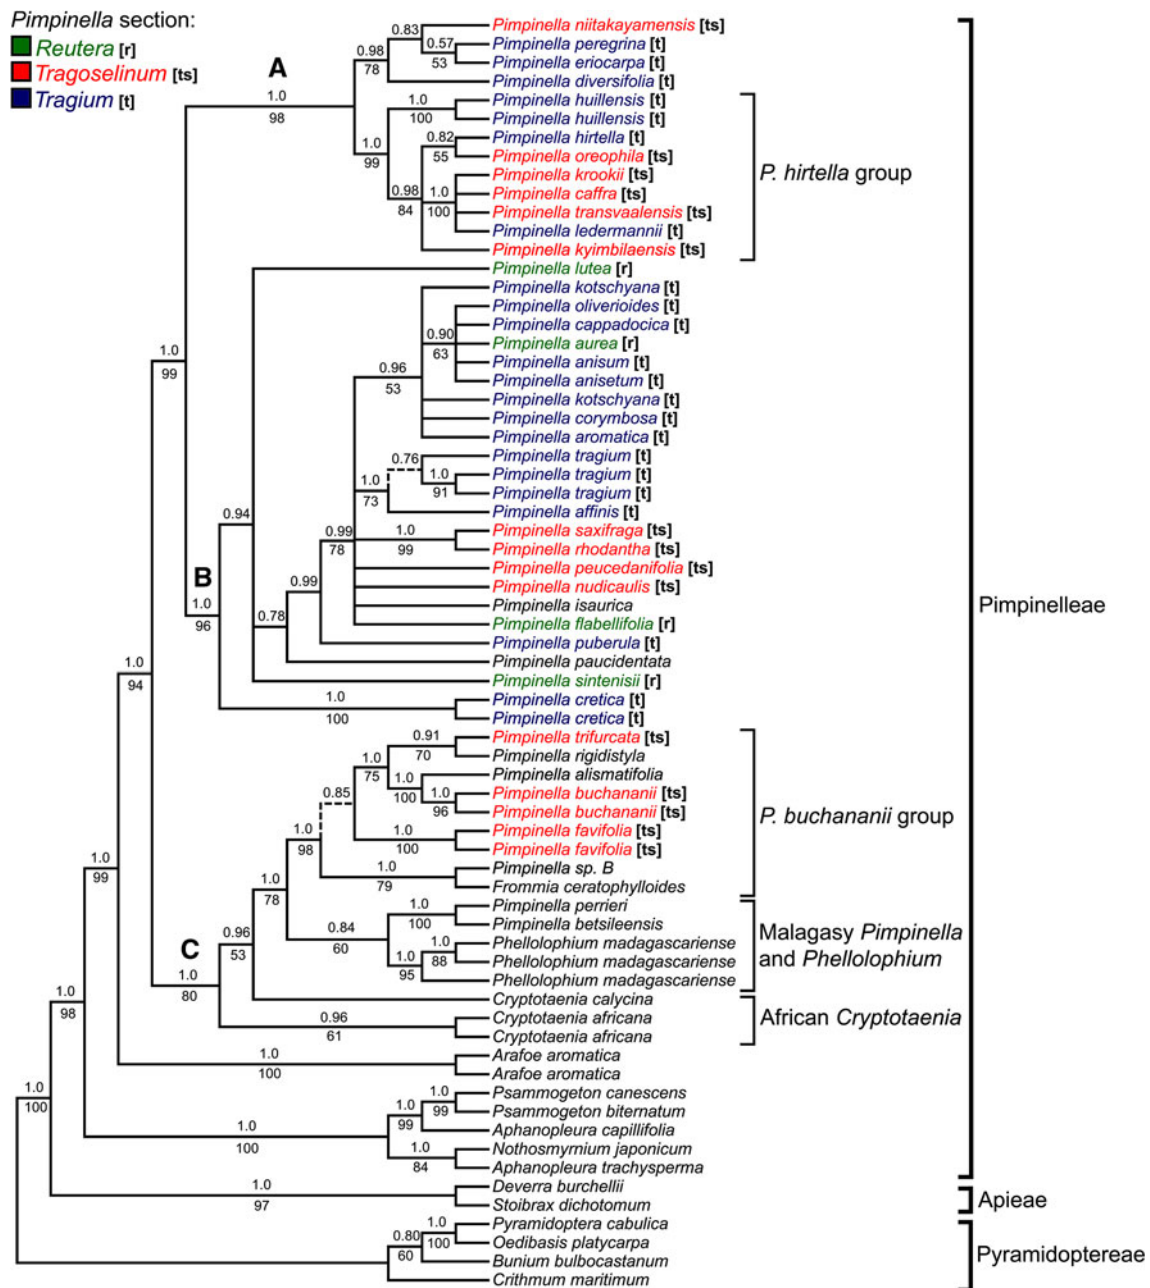 Pimpinella section:
Reutera [r]
Tragoselinum [ts]
Tragium [t]
A
B
C
Pimpinella niitakayamensis [ts]
Pimpinella peregrina [t]
Pimpinella eriocarpa [t]
Pimpinella diversifolia [t]
Pimpinella huillensis [t]
Pimpinella huillensis [t]
Pimpinella hirtella [t]
Pimpinella oreophila [ts]
Pimpinella krookii [ts]
Pimpinella caffra [ts]
Pimpinella transvaalensis [ts]
Pimpinella ledermannii [t]
Pimpinella kyimbilaensis [ts]
Pimpinella lutea [r]
Pimpinella kotschyana [t]
Pimpinella oliverioides [t]
Pimpinella cappadocica [t]
Pimpinella aurea [r]
Pimpinella anisum [t]
Pimpinella anisetum [t]
Pimpinella kotschyana [t]
Pimpinella corymbosa [t]
Pimpinella aromatica [t]
Pimpinella tragium [t]
Pimpinella tragium [t]
Pimpinella tragium [t]
Pimpinella affinis [t]
Pimpinella saxifraga [ts]
Pimpinella rhodantha [ts]
Pimpinella peucedanifolia [ts]
Pimpinella nudicaulis [ts]
Pimpinella isaurica
Pimpinella flabellifolia [r]
Pimpinella puberula [t]
Pimpinella paucidentata
Pimpinella sintenisii [r]
Pimpinella cretica [t]
Pimpinella cretica [t]
Pimpinella trifurcata [ts]
Pimpinella rigidistyla
Pimpinella alismatifolia
Pimpinella buchananii [ts]
Pimpinella buchananii [ts]
Pimpinella favifolia [ts]
Pimpinella favifolia [ts]
Pimpinella sp. B
Frommia ceratophylloides
Pimpinella perrieri
Pimpinella betsileensis
Phellolophium madagascariense
Phellolophium madagascariense
Phellolophium madagascariense
Cryptotaenia calycina
Cryptotaenia africana
Cryptotaenia africana
Arafoe aromatica
Arafoe aromatica
Psammogeton canescens
Psammogeton biternatum
Aphanopleura capillifolia
Nothosmyrnium japonicum
Aphanopleura trachysperma
Deverra burchellii
Stoibrax dichotomum
Pyramidoptera cabulica
Oedibasis platycarpa
Bunium bulbocastanum
Crithmum maritimum
P. hirtella group
P. buchananii group
Malagasy Pimpinella
and Phellolophium
African Cryptotaenia
Pimpinelleae
Apieae
Pyramidoptereae
0.83
0.98
78
0.57
53
1.0
98
1.0
100
1.0
99
0.82
55
0.98
84
1.0
100
1.0
99
0.90
63
0.96
53
0.76
1.0
91
1.0
73
0.94
0.99
78
1.0
99
0.99
0.78
1.0
96
1.0
100
1.0
94
0.91
70
1.0
75
1.0
100
1.0
96
0.85
1.0
100
1.0
98
1.0
79
1.0
99
1.0
78
1.0
100
0.84
60
1.0
88
1.0
95
0.96
53
1.0
80
0.96
61
1.0
98
1.0
100
1.0
100
1.0
99
1.0
99
1.0
100
1.0
84
1.0
97
1.0
100
0.80
60